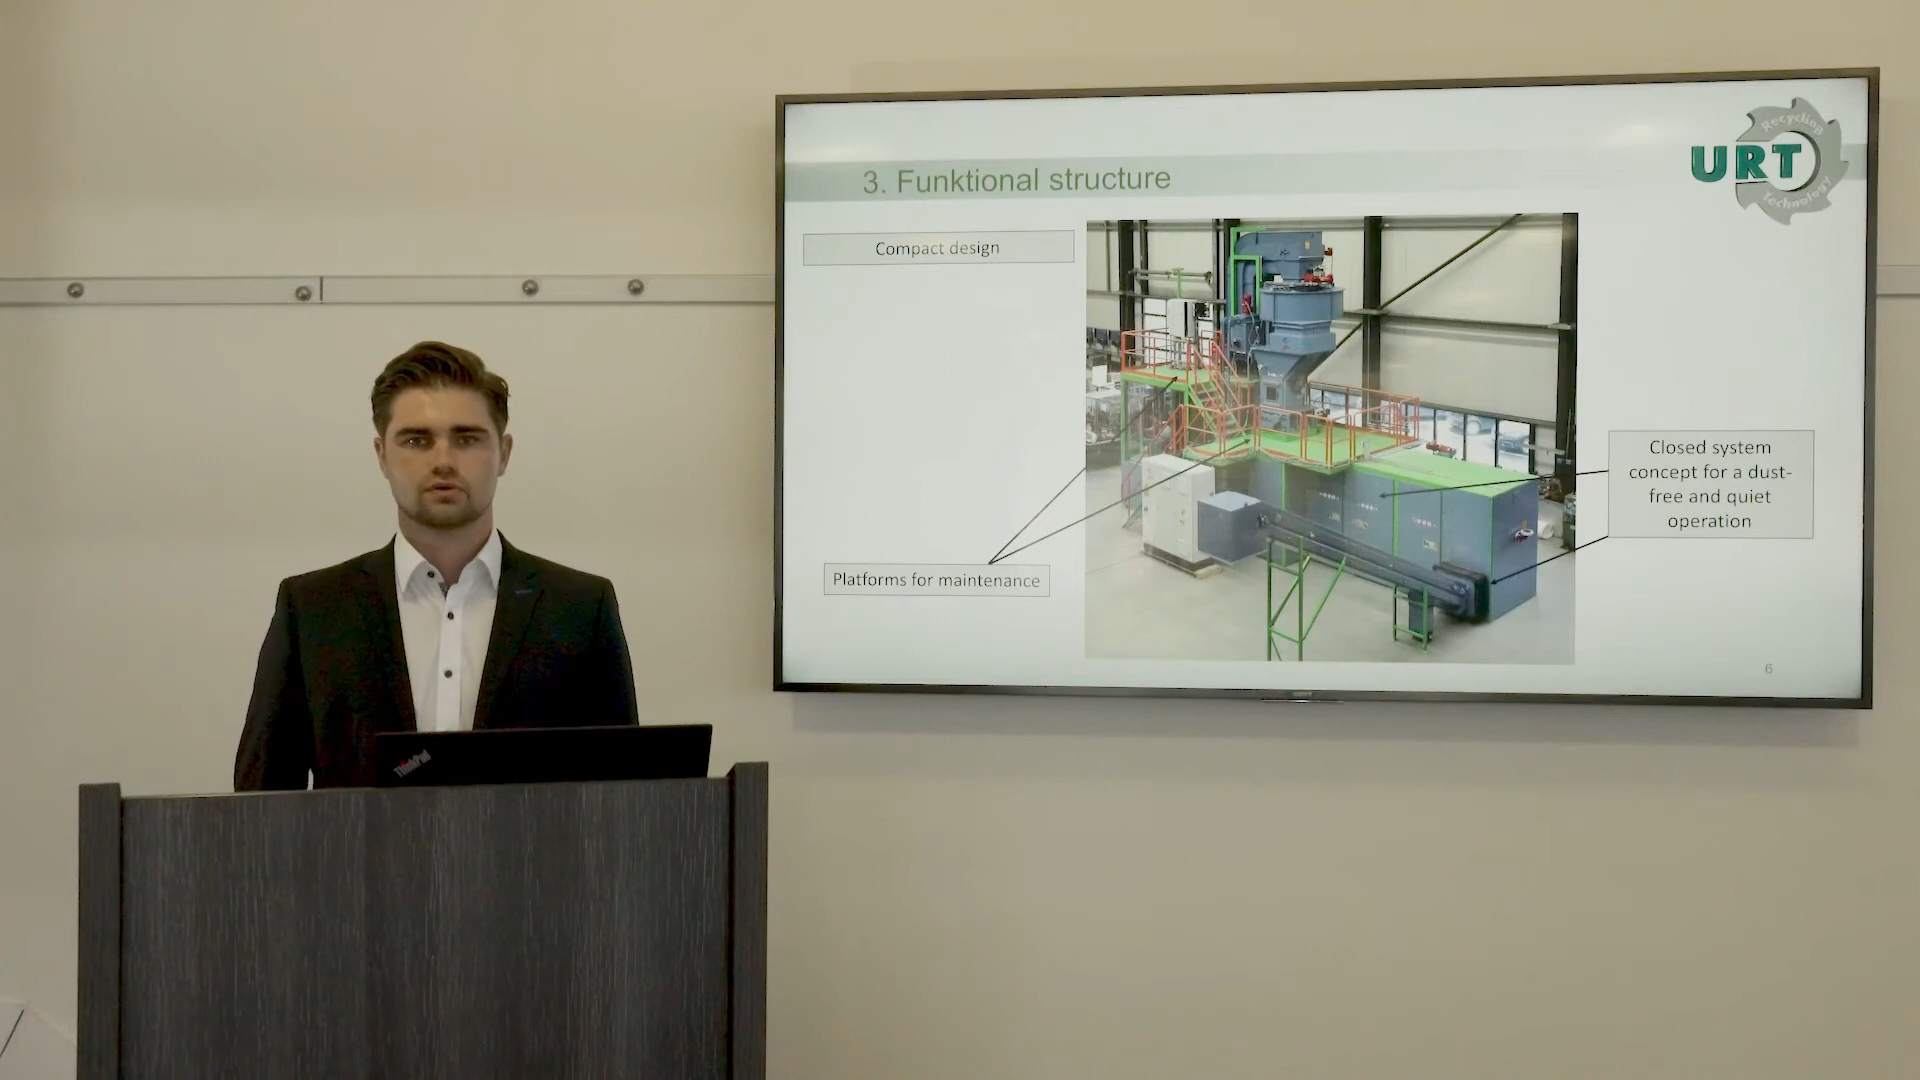 Recycling
URT
Technology
3. Funktional structure
Compact design
Closed system
concept for a dust-
free and quiet
operation
Platforms for maintenance
6
ThinkPad